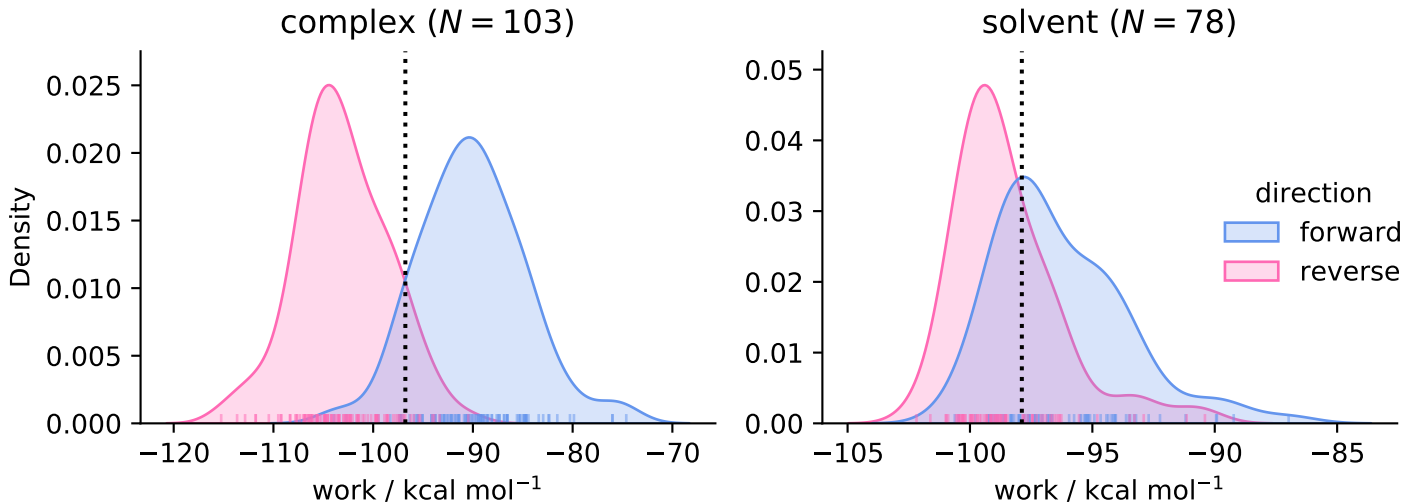 complex (N = 103)
Density
0.025
0.020
0.015
0.010
0.005
0.000
−120
−110
−100
−90
−80
−70
work / kcal mol⁻¹
solvent (N = 78)
0.05
0.04
0.03
0.02
0.01
0.00
−105
−100
−95
−90
−85
work / kcal mol⁻¹
direction
forward
reverse